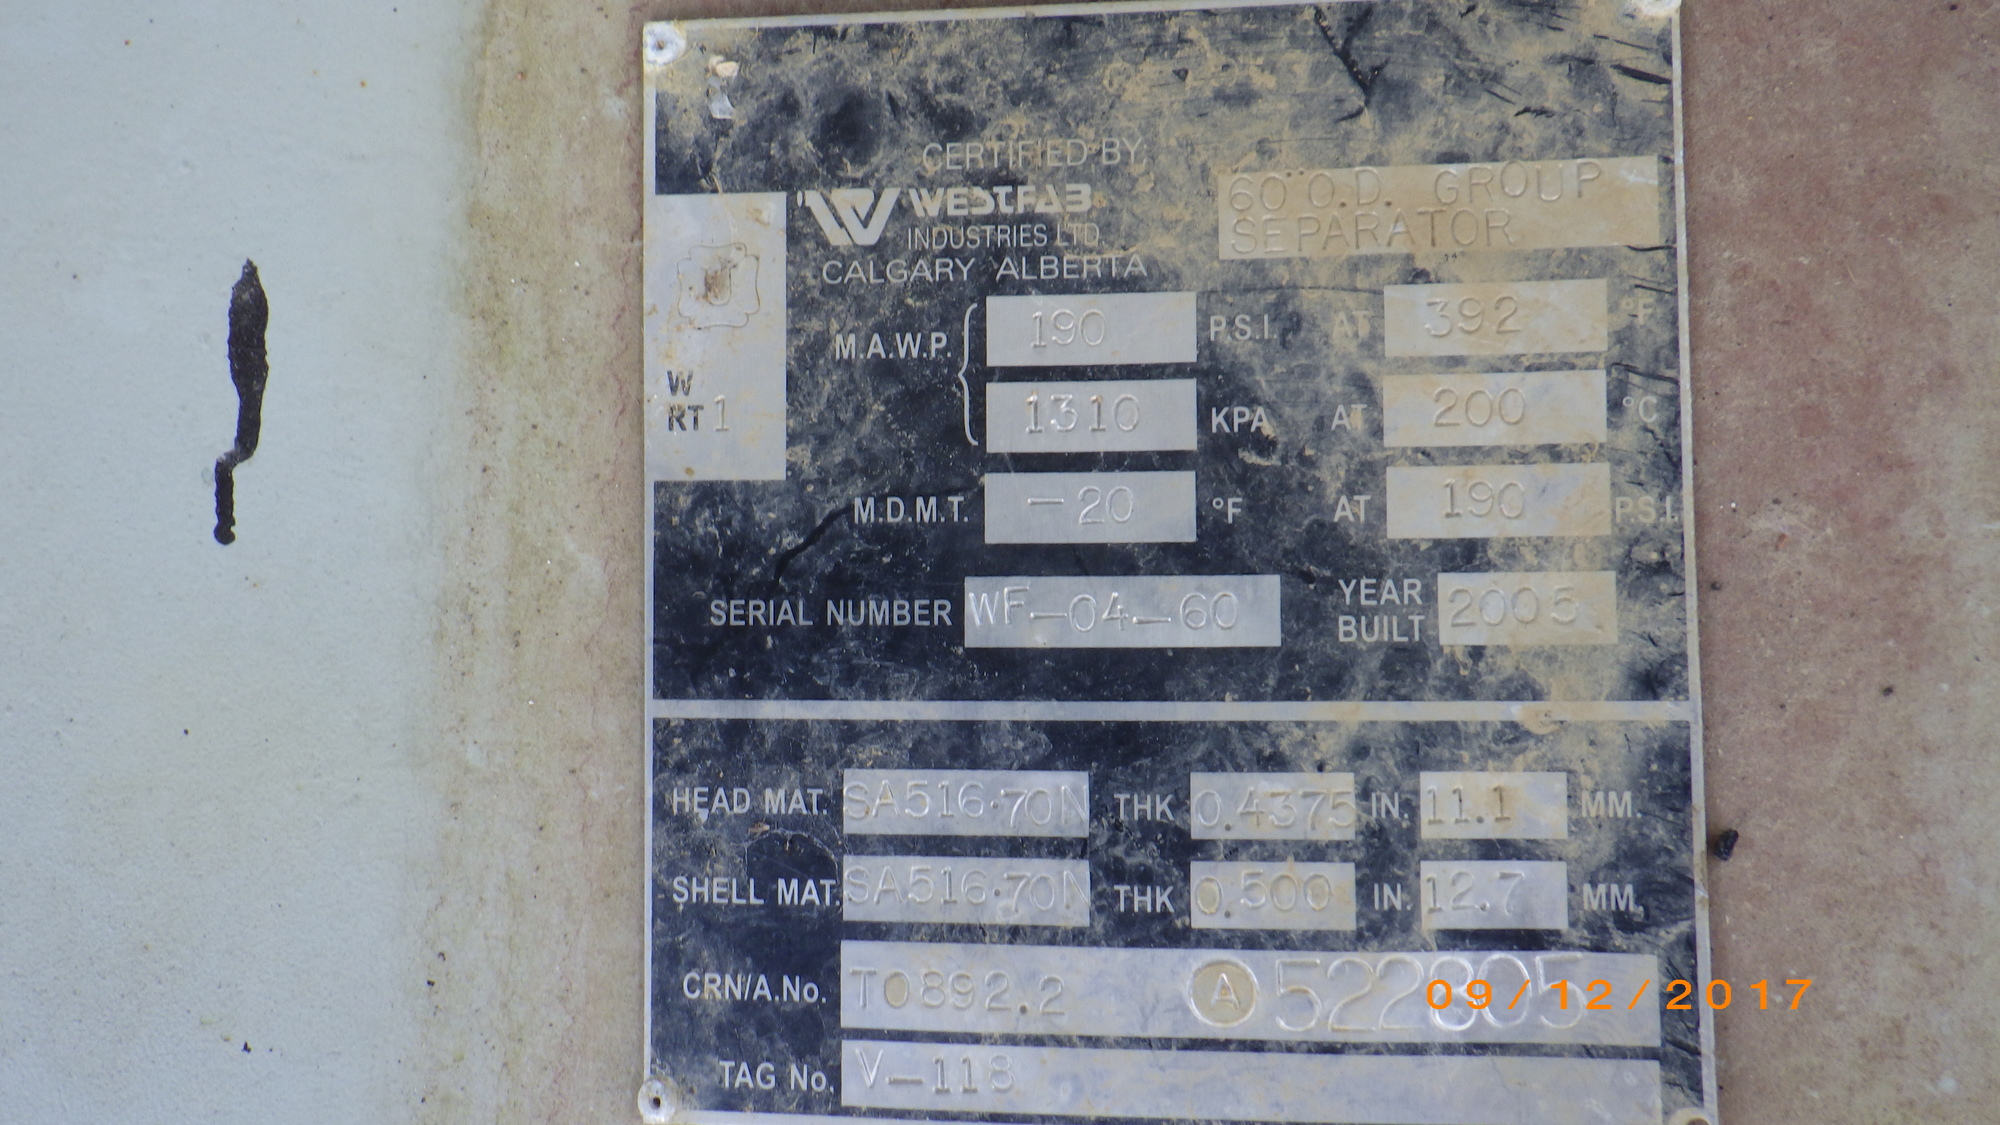 CERTIFIED BY
W WESTFAB
INDUSTRIES LTD.
CALGARY ALBERTA
60"O.D. GROUP
SEPARATOR
U
W
RT 1
M.A.W.P. 190 P.S.I. AT 392 °F
1310 KPA AT 200 °C
M.D.M.T. -20 °F AT 190 P.S.I.
SERIAL NUMBER WF-04-60 YEAR BUILT 2005
HEAD MAT. SA516-70N THK 0.4375 IN. 11.1 MM.
SHELL MAT. SA516-70N THK 0.500 IN. 12.7 MM.
CRN/A.No. T0892.2 A 522805
TAG No. V-118
09/12/2017